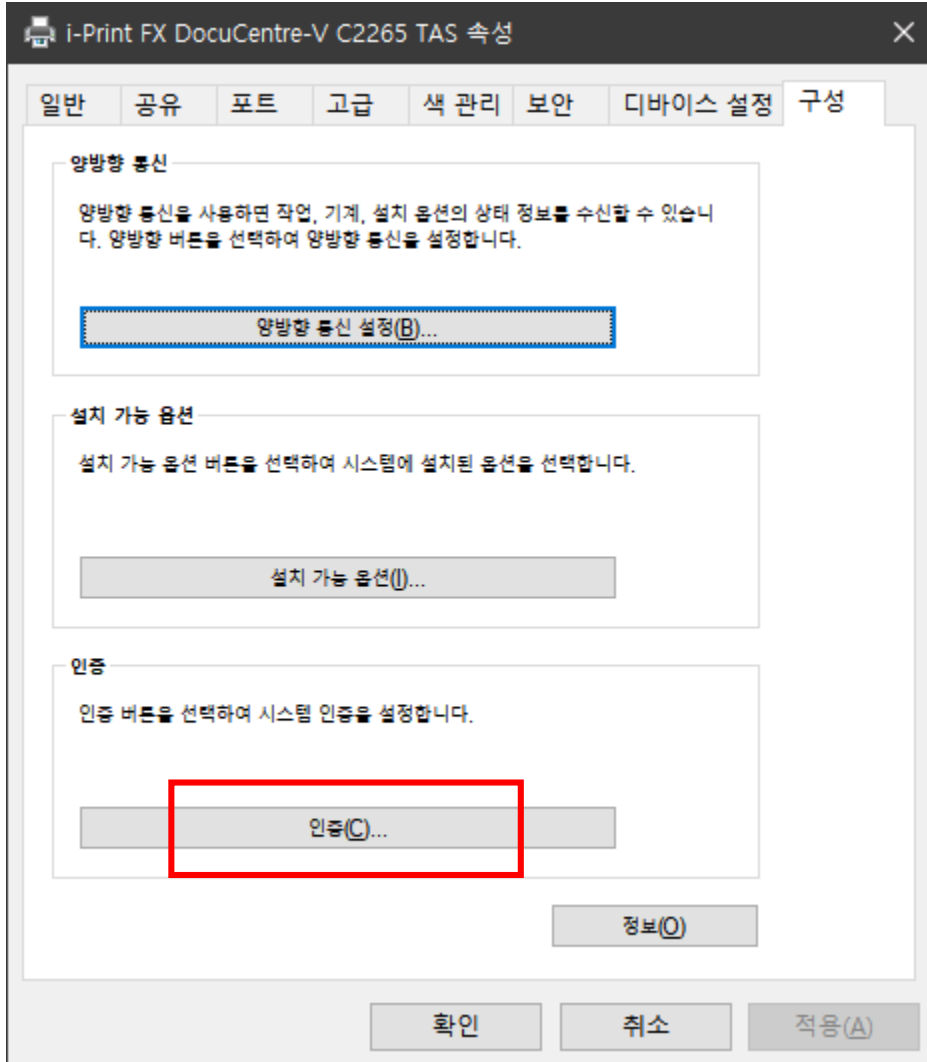 i-Print FX DocuCentre-V C2265 TAS 속성
일반 공유 포트 고급 색 관리 보안 디바이스 설정 구성
양방향 통신
양방향 통신을 사용하면 작업, 기계, 설치 옵션의 상태 정보를 수신할 수 있습니
다. 양방향 버튼을 선택하여 양방향 통신을 설정합니다.
양방향 통신 설정(B)...
설치 가능 옵션
설치 가능 옵션 버튼을 선택하여 시스템에 설치된 옵션을 선택합니다.
설치 가능 옵션(I)...
인증
인증 버튼을 선택하여 시스템 인증을 설정합니다.
인증(C)...
정보(O)
확인 취소 적용(A)